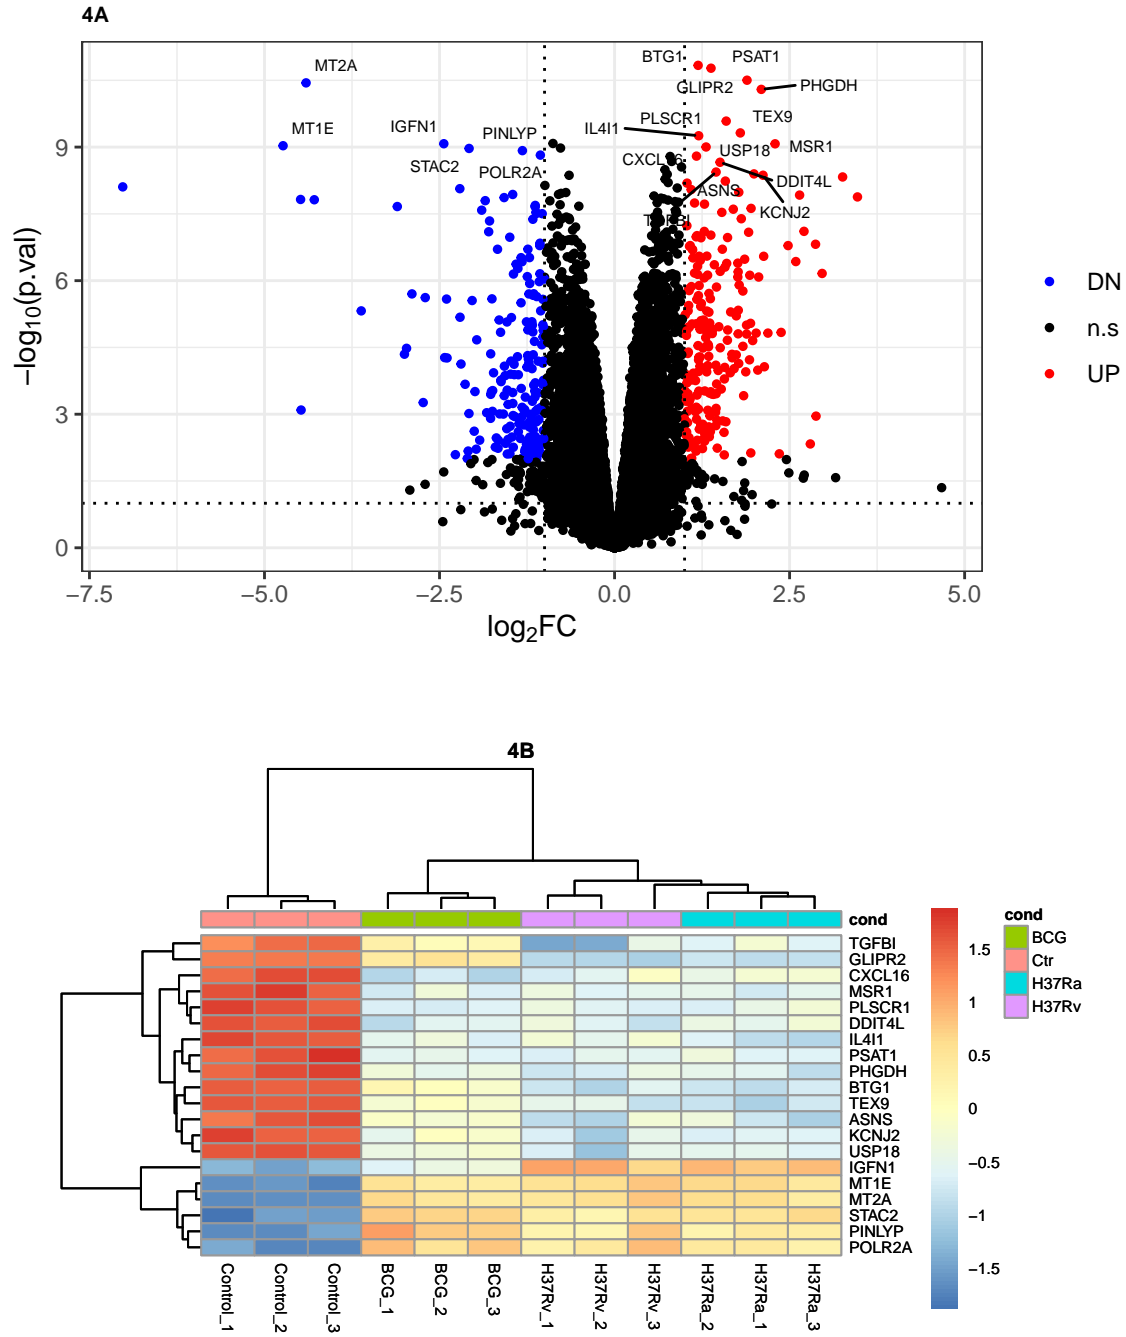 4A
MT2A
BTG1
PSAT1
GLIPR2
PHGDH
MT1E
IGFN1
PINLYP
IL4I1
PLSCR1
TEX9
STAC2
POLR2A
CXCL16
USP18
MSR1
ASNS
DDIT4L
TGFBI
KCNJ2
9
6
3
0
−log10(p.val)
−7.5
−5.0
−2.5
0.0
2.5
5.0
log2FC
DN
n.s
UP
4B
cond
TGFBI
GLIPR2
CXCL16
MSR1
PLSCR1
DDIT4L
IL4I1
PSAT1
PHGDH
BTG1
TEX9
ASNS
KCNJ2
USP18
IGFN1
MT1E
MT2A
STAC2
PINLYP
POLR2A
Control_1
Control_2
Control_3
BCG_1
BCG_2
BCG_3
H37Rv_1
H37Rv_2
H37Rv_3
H37Ra_2
H37Ra_1
H37Ra_3
1.5
1
0.5
0
−0.5
−1
−1.5
cond
BCG
Ctr
H37Ra
H37Rv